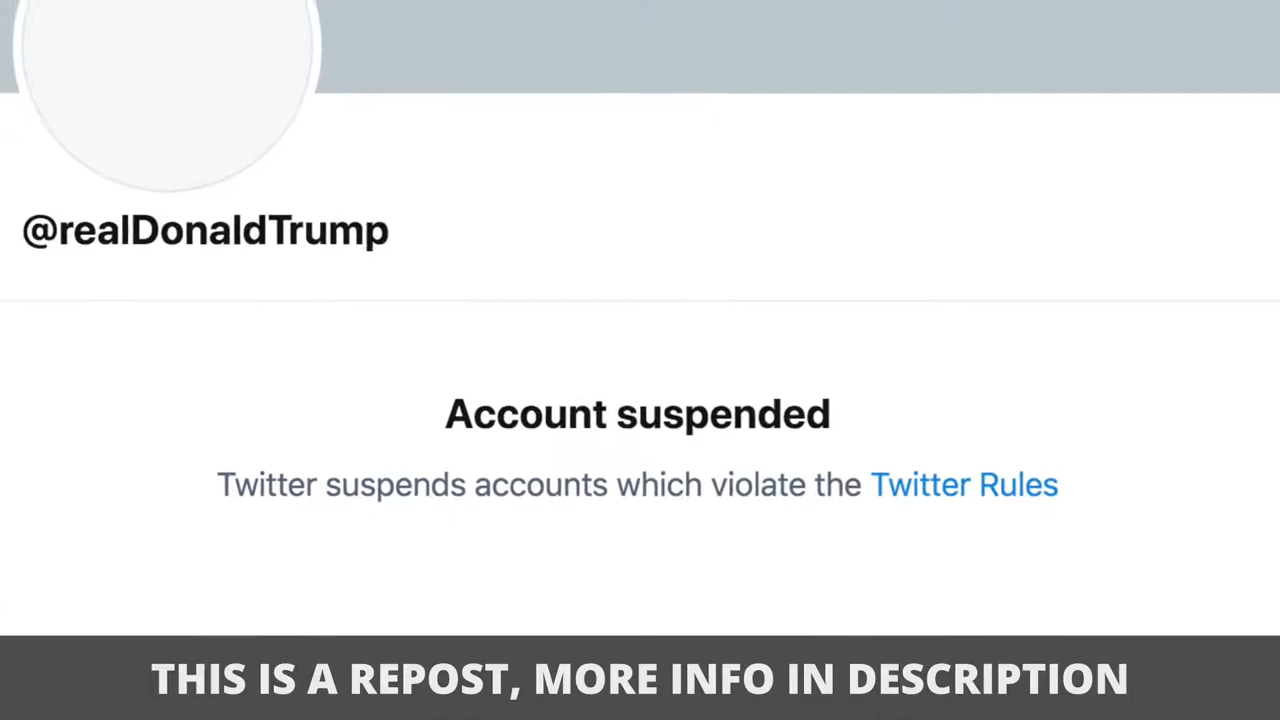 @realDonaldTrump
Account suspended
Twitter suspends accounts which violate the Twitter Rules
THIS IS A REPOST, MORE INFO IN DESCRIPTION